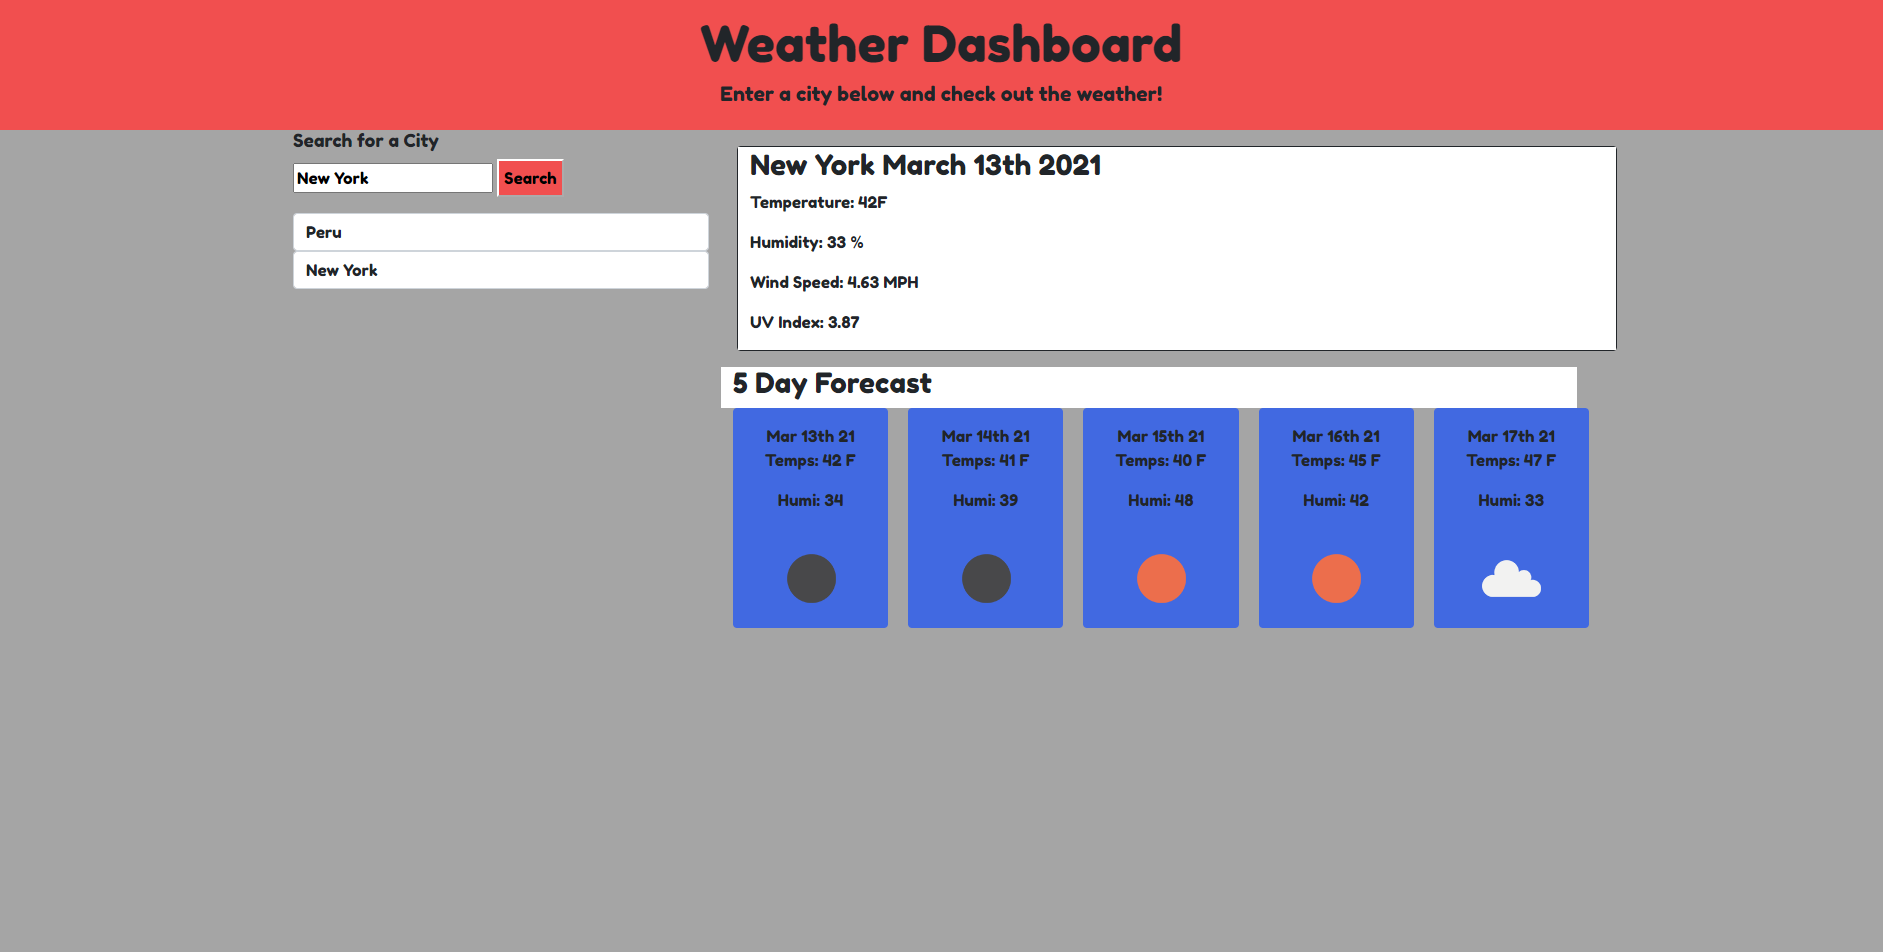 Weather Dashboard
Enter a city below and check out the weather!
Search for a City
New York
Search
Peru
New York
New York March 13th 2021
Temperature: 42F
Humidity: 33 %
Wind Speed: 4.63 MPH
UV Index: 3.87
5 Day Forecast
Mar 13th 21
Temps: 42 F
Humi: 34
Mar 14th 21
Temps: 41 F
Humi: 39
Mar 15th 21
Temps: 40 F
Humi: 48
Mar 16th 21
Temps: 45 F
Humi: 42
Mar 17th 21
Temps: 47 F
Humi: 33